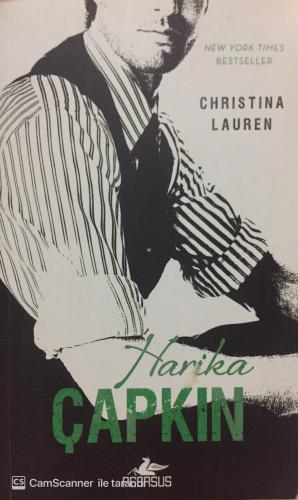 NEW YORK TIMES
BESTSELLER
CHRISTINA
LAUREN
Harika
ÇAPKIN
PEGASUS
CS CamScanner ile tarandı